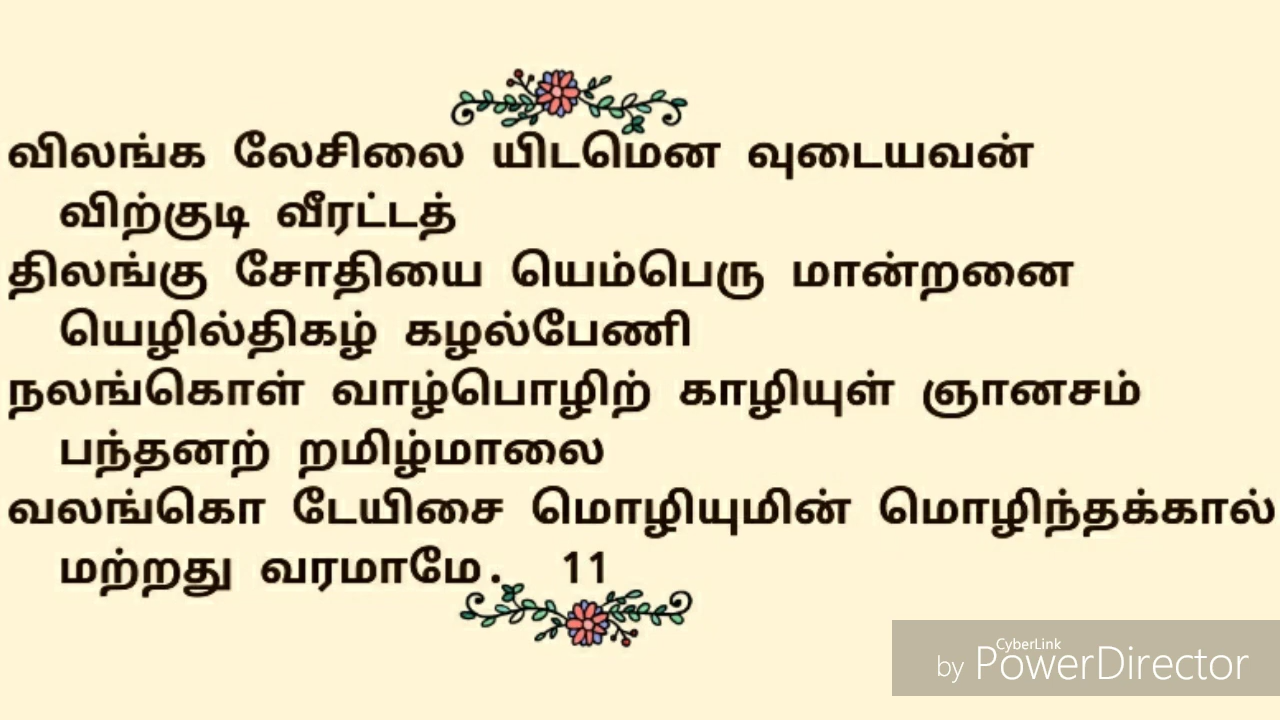 விலங்க லேசிலை யிடமென வுடையவன்
விற்குடி வீரட்டத்
திலங்கு சோதியை யெம்பெரு மான்றனை
யெழில்திகழ் கழல்பேணி
நலங்கொள் வாழ்பொழிற் காழியுள் ஞானசம்
பந்தனற் றமிழ்மாலை
வலங்கொ டேயிசை மொழியுமின் மொழிந்தக்கால்
மற்றது வரமாமே. 11
CyberLink
by PowerDirector